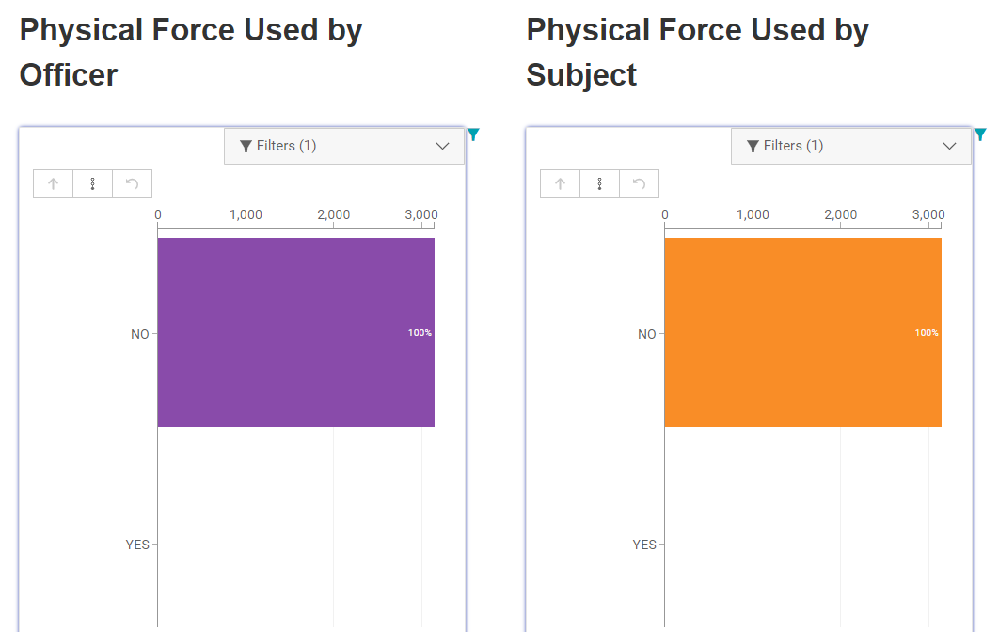 Physical Force Used by
Officer
Filters (1)
0 1,000 2,000 3,000
NO
100%
YES
Physical Force Used by
Subject
Filters (1)
0 1,000 2,000 3,000
NO
100%
YES